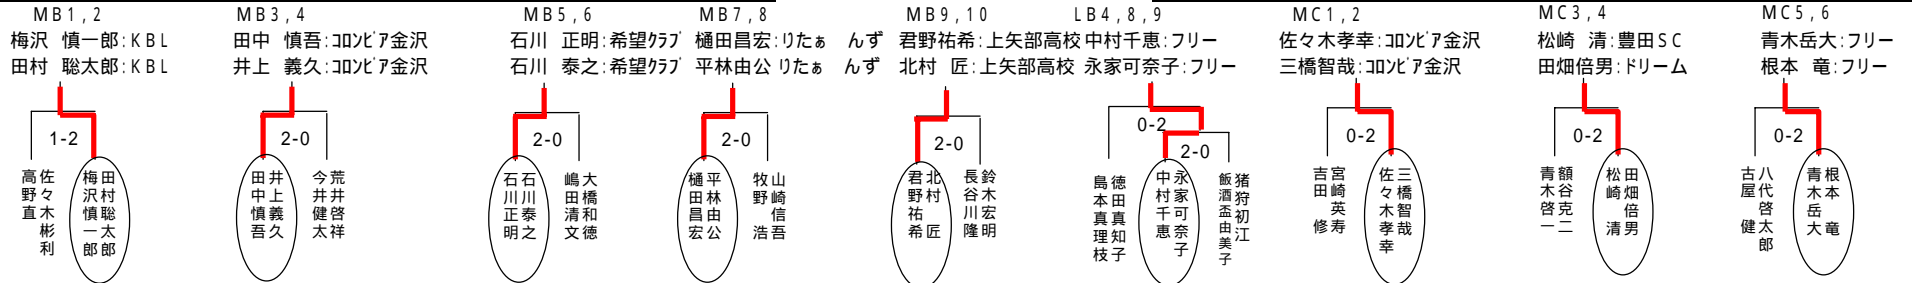 MB1,2
梅沢 慎一郎:KBL
田村 聡太郎:KBL
1-2
高野直
佐々木彬利
梅沢慎一郎
田村聡太郎
MB3,4
田中 慎吾:コロンビア金沢
井上 義久:コロンビア金沢
2-0
田中慎吾
井上義久
今井健太
荒井啓祥
MB5,6
石川 正明:希望クラブ
石川 泰之:希望クラブ
2-0
石川正明
石川泰之
嶋田清文
大橋和徳
MB7,8
樋田昌宏:りたぁ んず
平林由公 りたぁ んず
2-0
樋田昌宏
平林由公
牧野 浩
山崎信吾
MB9,10
君野祐希:上矢部高校
北村 匠:上矢部高校
2-0
君野祐希
北村 匠
長谷川隆
鈴木宏明
LB4,8,9
中村千恵:フリー
永家可奈子:フリー
0-2
2-0
島本真理枝
徳田真知子
中村千恵
永家可奈子
飯酒盃由美子
猪狩初江
MC1,2
佐々木孝幸:コロンビア金沢
三橋智哉:コロンビア金沢
0-2
吉田 修
宮崎英寿
佐々木孝幸
三橋智哉
MC3,4
松崎 清:豊田SC
田畑倍男:ドリーム
0-2
青木啓一
額谷克二
松崎 清
田畑倍男
MC5,6
青木岳大:フリー
根本 竜:フリー
0-2
古屋 健
八代啓太郎
青木岳大
根本 竜